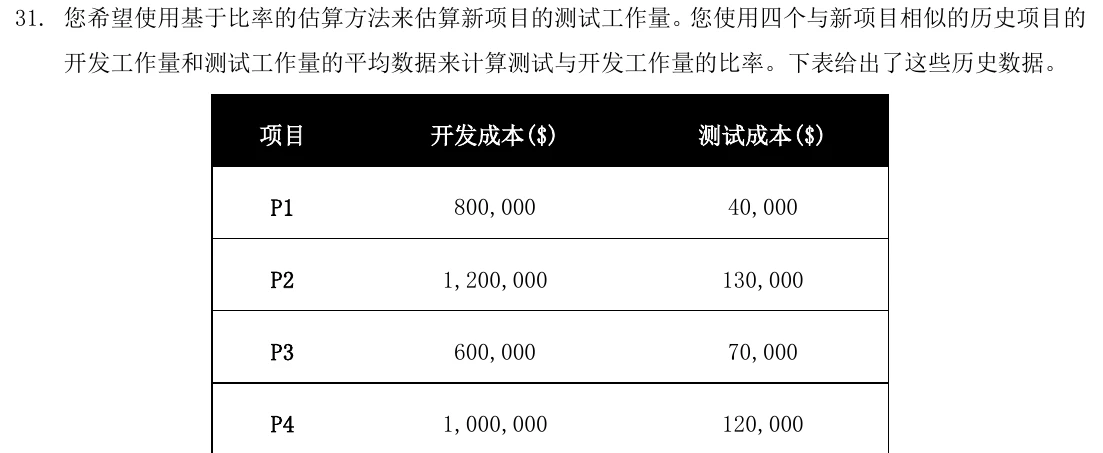 31. 您希望使用基于比率的估算方法来估算新项目的测试工作量。您使用四个与新项目相似的历史项目的
开发工作量和测试工作量的平均数据来计算测试与开发工作量的比率。下表给出了这些历史数据。
项目 开发成本($) 测试成本($)
P1 800,000 40,000
P2 1,200,000 130,000
P3 600,000 70,000
P4 1,000,000 120,000